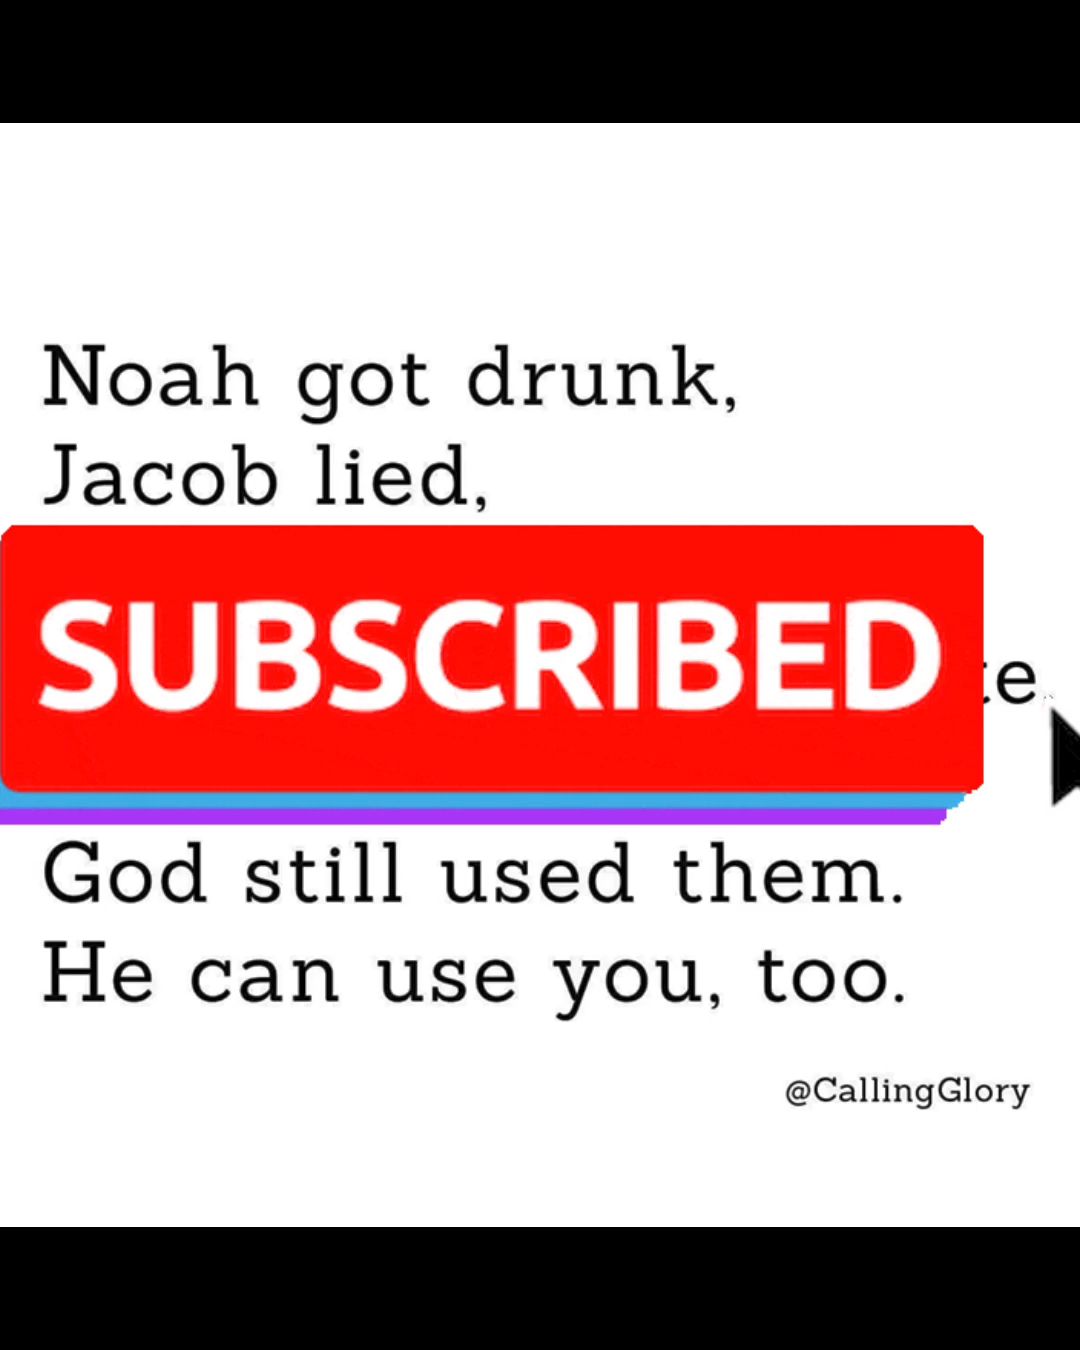 Noah got drunk,
Jacob lied,
SUBSCRIBED
God still used them.
He can use you, too.
@CallingGlory